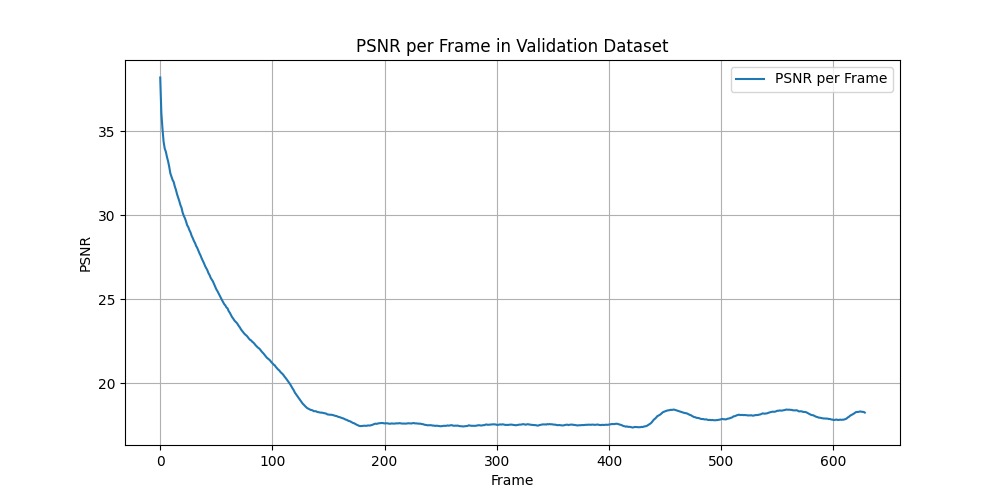 PSNR per Frame in Validation Dataset
PSNR per Frame
PSNR
35
30
25
20
0 100 200 300 400 500 600
Frame